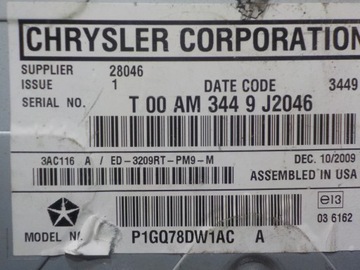 CHRYSLER CORPORATION
SUPPLIER 28046
ISSUE 1 DATE CODE 3449
SERIAL NO. T 00 AM 344 9 J2046
3AC116 A / ED-3209RT-PM9-M DEC. 10/2009
ASSEMBLED IN USA
e13
03 6162
MODEL NO. P1GQ78DW1AC A